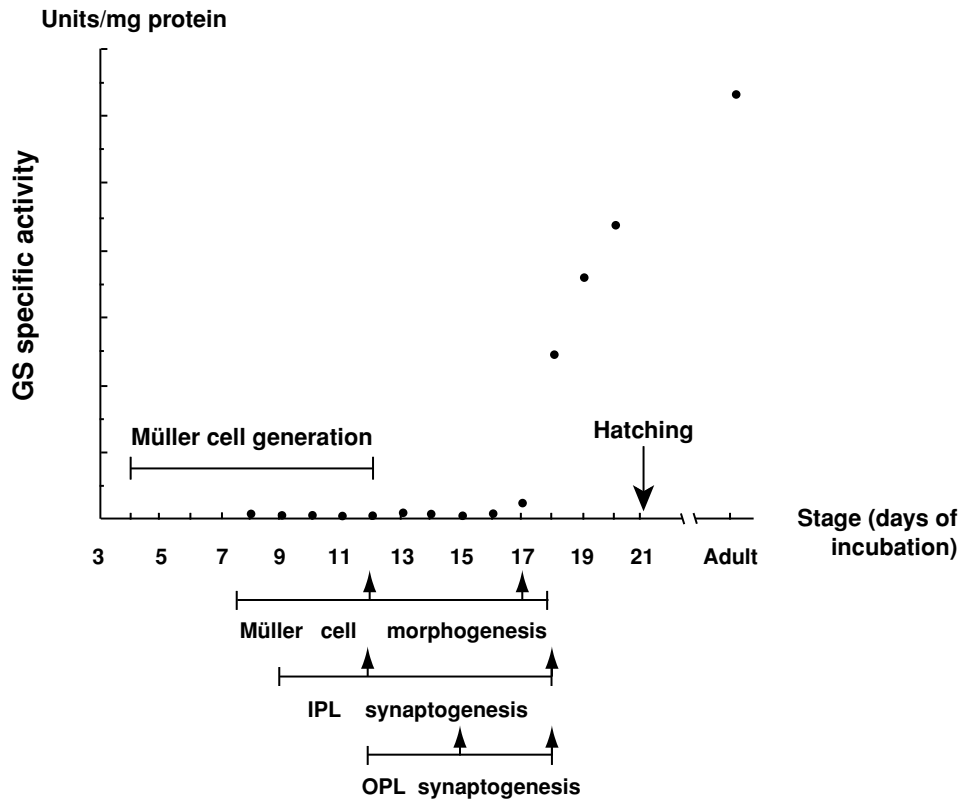 Units/mg protein
GS specific activity
Müller cell generation
Hatching
Stage (days of
incubation)
3 5 7 9 11 13 15 17 19 21 Adult
Müller cell morphogenesis
IPL synaptogenesis
OPL synaptogenesis